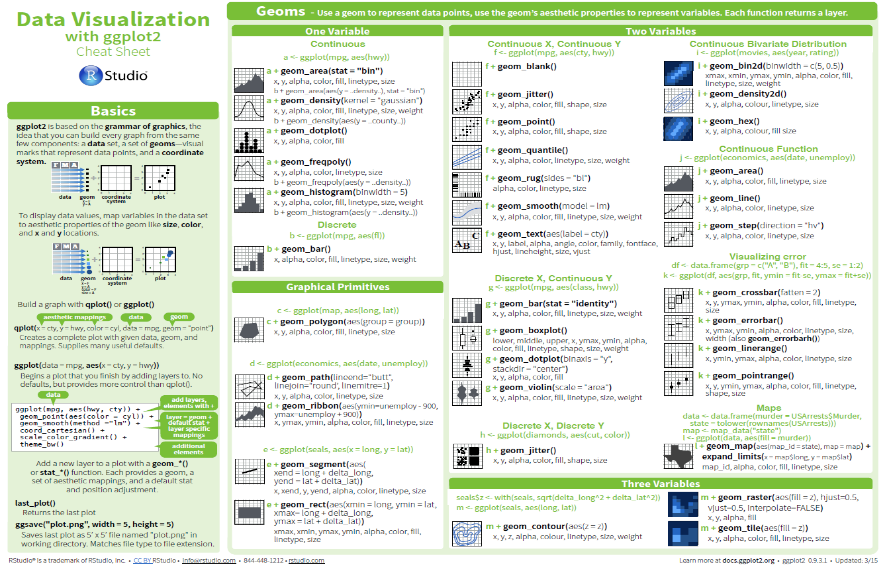 Data Visualization
with ggplot2
Cheat Sheet
R Studio
Basics
ggplot2 is based on the grammar of graphics, the
idea that you can build every graph from the same
few components: a data set, a set of geoms—visual
marks that represent data points, and a coordinate
system.
F M A
data geom coordinate system plot
To display data values, map variables in the data set
to aesthetic properties of the geom like size, color,
and x and y locations.
F M A
data geom coordinate system plot
Build a graph with qplot() or ggplot()
aesthetic mappings data geom
qplot(x = cty, y = hwy, color = cyl, data = mpg, geom = "point")
Creates a complete plot with given data, geom, and
mappings. Supplies many useful defaults.
ggplot(data = mpg, aes(x = cty, y = hwy))
Begins a plot that you finish by adding layers to. No
defaults, but provides more control than qplot().
data
ggplot(mpg, aes(hwy, cty)) +
geom_point(aes(color = cyl)) +
geom_smooth(method ="lm") +
coord_cartesian() +
scale_color_gradient() +
theme_bw()
add layers,
elements with +
layer = geom +
default stat +
layer specific
mappings
additional
elements
Add a new layer to a plot with a geom_*()
or stat_*() function. Each provides a geom, a
set of aesthetic mappings, and a default stat
and position adjustment.
last_plot()
Returns the last plot
ggsave("plot.png", width = 5, height = 5)
Saves last plot as 5' x 5' file named "plot.png" in
working directory. Matches file type to file extension.
Geoms - Use a geom to represent data points, use the geom's aesthetic properties to represent variables. Each function returns a layer.
One Variable
Continuous
a <- ggplot(mpg, aes(hwy))
a + geom_area(stat = "bin")
x, y, alpha, color, fill, linetype, size
b + geom_area(aes(y = ..density..), stat = "bin")
a + geom_density(kernel = "gaussian")
x, y, alpha, color, fill, linetype, size, weight
b + geom_density(aes(y = ..county..))
a + geom_dotplot()
x, y, alpha, color, fill
a + geom_freqpoly()
x, y, alpha, color, linetype, size
b + geom_freqpoly(aes(y = ..density..))
a + geom_histogram(binwidth = 5)
x, y, alpha, color, fill, linetype, size, weight
b + geom_histogram(aes(y = ..density..))
Discrete
b <- ggplot(mpg, aes(fl))
b + geom_bar()
x, alpha, color, fill, linetype, size, weight
Graphical Primitives
c <- ggplot(map, aes(long, lat))
c + geom_polygon(aes(group = group))
x, y, alpha, color, fill, linetype, size
d <- ggplot(economics, aes(date, unemploy))
d + geom_path(lineend="butt",
linejoin="round', linemitre=1)
x, y, alpha, color, linetype, size
d + geom_ribbon(aes(ymin=unemploy - 900,
ymax=unemploy + 900))
x, ymax, ymin, alpha, color, fill, linetype, size
e <- ggplot(seals, aes(x = long, y = lat))
e + geom_segment(aes(
xend = long + delta_long,
yend = lat + delta_lat))
x, xend, y, yend, alpha, color, linetype, size
e + geom_rect(aes(xmin = long, ymin = lat,
xmax= long + delta_long,
ymax = lat + delta_lat))
xmax, xmin, ymax, ymin, alpha, color, fill,
linetype, size
Two Variables
Continuous X, Continuous Y
f <- ggplot(mpg, aes(cty, hwy))
f + geom_blank()
f + geom_jitter()
x, y, alpha, color, fill, shape, size
f + geom_point()
x, y, alpha, color, fill, shape, size
f + geom_quantile()
x, y, alpha, color, linetype, size, weight
f + geom_rug(sides = "bl")
alpha, color, linetype, size
f + geom_smooth(model = lm)
x, y, alpha, color, fill, linetype, size, weight
f + geom_text(aes(label = cty))
x, y, label, alpha, angle, color, family, fontface,
hjust, lineheight, size, vjust
Discrete X, Continuous Y
g <- ggplot(mpg, aes(class, hwy))
g + geom_bar(stat = "identity")
x, y, alpha, color, fill, linetype, size, weight
g + geom_boxplot()
lower, middle, upper, x, ymax, ymin, alpha,
color, fill, linetype, shape, size, weight
g + geom_dotplot(binaxis = "y",
stackdir = "center")
x, y, alpha, color, fill
g + geom_violin(scale = "area")
x, y, alpha, color, fill, linetype, size, weight
Discrete X, Discrete Y
h <- ggplot(diamonds, aes(cut, color))
h + geom_jitter()
x, y, alpha, color, fill, shape, size
Continuous Bivariate Distribution
i <- ggplot(movies, aes(year, rating))
i + geom_bin2d(binwidth = c(5, 0.5))
xmax, xmin, ymax, ymin, alpha, color, fill,
linetype, size, weight
i + geom_density2d()
x, y, alpha, colour, linetype, size
i + geom_hex()
x, y, alpha, colour, fill size
Continuous Function
j <- ggplot(economics, aes(date, unemploy))
j + geom_area()
x, y, alpha, color, fill, linetype, size
j + geom_line()
x, y, alpha, color, linetype, size
j + geom_step(direction = "hv")
x, y, alpha, color, linetype, size
Visualizing error
df <- data.frame(grp = c("A", "B"), fit = 4:5, se = 1:2)
k <- ggplot(df, aes(grp, fit, ymin = fit-se, ymax = fit+se))
k + geom_crossbar(fatten = 2)
x, y, ymax, ymin, alpha, color, fill, linetype,
size
k + geom_errorbar()
x, ymax, ymin, alpha, color, linetype, size,
width (also geom_errorbarh())
k + geom_linerange()
x, ymin, ymax, alpha, color, linetype, size
k + geom_pointrange()
x, y, ymin, ymax, alpha, color, fill, linetype,
shape, size
Maps
data <- data.frame(murder = USArrests$Murder,
state = tolower(rownames(USArrests)))
map <- map_data("state")
l <- ggplot(data, aes(fill = murder))
l + geom_map(aes(map_id = state), map = map) +
expand_limits(x = map$long, y = map$lat)
map_id, alpha, color, fill, linetype, size
Three Variables
seals$z <- with(seals, sqrt(delta_long^2 + delta_lat^2))
m <- ggplot(seals, aes(long, lat))
m + geom_contour(aes(z = z))
x, y, z, alpha, colour, linetype, size, weight
m + geom_raster(aes(fill = z), hjust=0.5,
vjust=0.5, interpolate=FALSE)
x, y, alpha, fill
m + geom_tile(aes(fill = z))
x, y, alpha, color, fill, linetype, size
RStudio® is a trademark of RStudio, Inc. • CC BY RStudio • info@rstudio.com • 844-448-1212 • rstudio.com
Learn more at docs.ggplot2.org • ggplot2 0.9.3.1 • Updated: 3/15